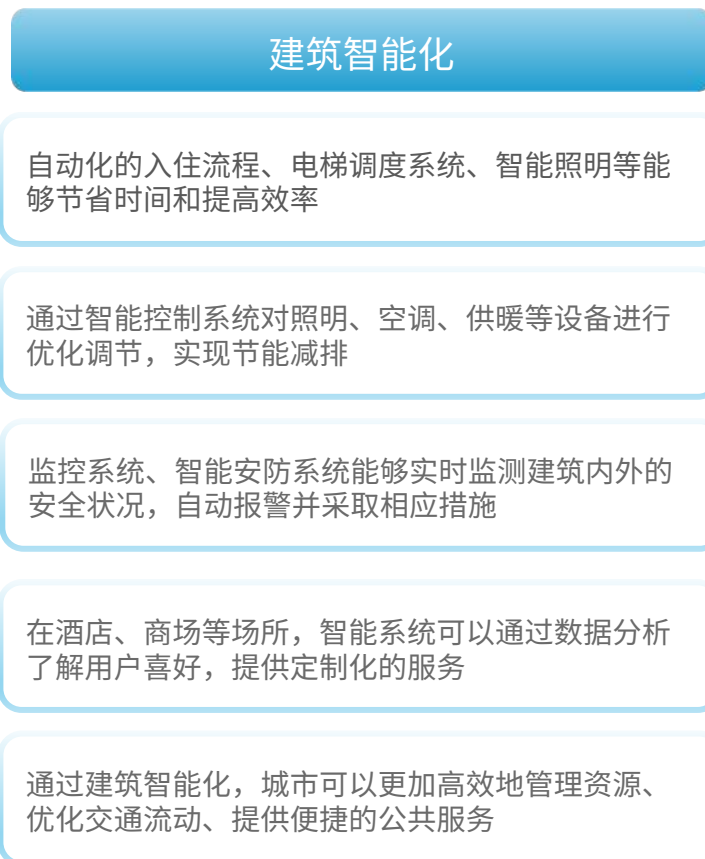 建筑智能化
自动化的入住流程、电梯调度系统、智能照明等能
够节省时间和提高效率
通过智能控制系统对照明、空调、供暖等设备进行
优化调节，实现节能减排
监控系统、智能安防系统能够实时监测建筑内外的
安全状况，自动报警并采取相应措施
在酒店、商场等场所，智能系统可以通过数据分析
了解用户喜好，提供定制化的服务
通过建筑智能化，城市可以更加高效地管理资源、
优化交通流动、提供便捷的公共服务